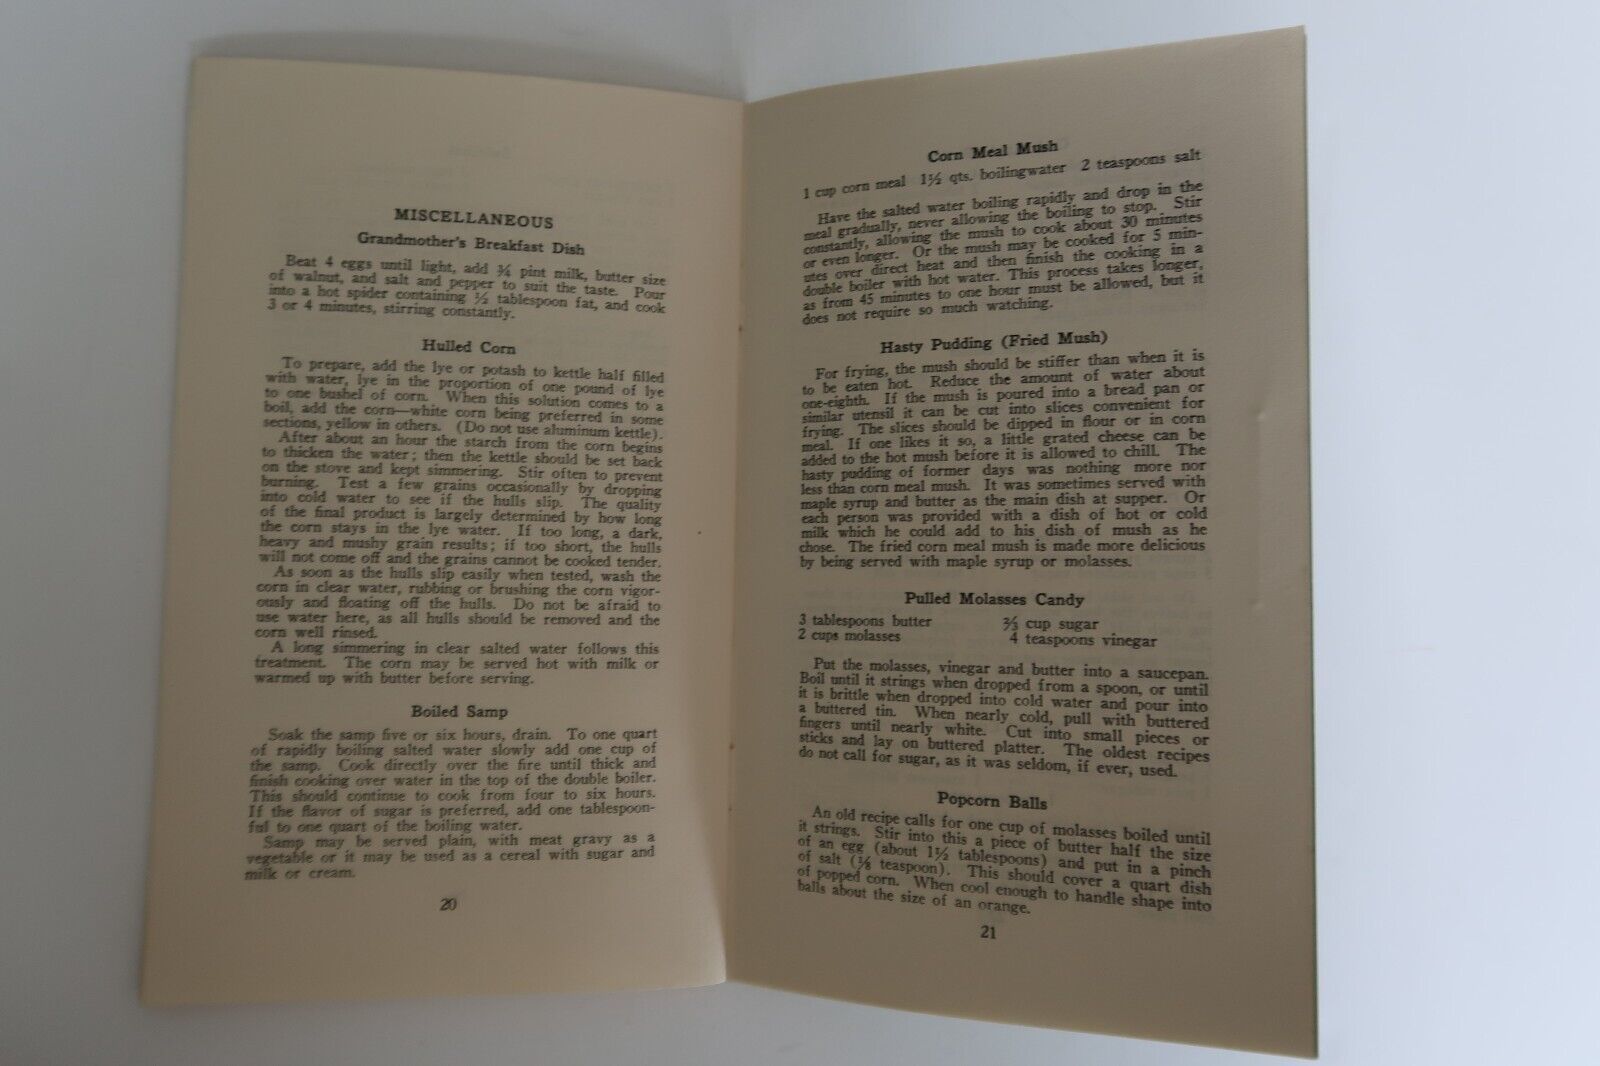 MISCELLANEOUS
Grandmother's Breakfast Dish
Beat 4 eggs until light, add ¾ pint milk, butter size
of walnut, and salt and pepper to suit the taste. Pour
into a hot spider containing ½ tablespoon fat, and cook
3 or 4 minutes, stirring constantly.
Hulled Corn
To prepare, add the lye or potash to kettle half filled
with water, lye in the proportion of one pound of lye
to one bushel of corn. When this solution comes to a
boil, add the corn—white corn being preferred in some
sections, yellow in others. (Do not use aluminum kettle).
After about an hour the starch from the corn begins
to thicken the water; then the kettle should be set back
on the stove and kept simmering. Stir often to prevent
burning. Test a few grains occasionally by dropping
into cold water to see if the hulls slip. The quality
of the final product is largely determined by how long
the corn stays in the lye water. If too long, a dark,
heavy and mushy grain results; if too short, the hulls
will not come off and the grains cannot be cooked tender.
As soon as the hulls slip easily when tested, wash the
corn in clear water, rubbing or brushing the corn vigor-
ously and floating off the hulls. Do not be afraid to
use water here, as all hulls should be removed and the
corn well rinsed.
A long simmering in clear salted water follows this
treatment. The corn may be served hot with milk or
warmed up with butter before serving.
Boiled Samp
Soak the samp five or six hours, drain. To one quart
of rapidly boiling salted water slowly add one cup of
the samp. Cook directly over the fire until thick and
finish cooking over water in the top of the double boiler.
This should continue to cook from four to six hours.
If the flavor of sugar is preferred, add one tablespoon-
ful to one quart of the boiling water.
Samp may be served plain, with meat gravy as a
vegetable or it may be used as a cereal with sugar and
milk or cream.
20
Corn Meal Mush
1 cup corn meal 1½ qts. boilingwater 2 teaspoons salt
Have the salted water boiling rapidly and drop in the
meal gradually, never allowing the boiling to stop. Stir
constantly, allowing the mush to cook about 30 minutes
or even longer. Or the mush may be cooked for 5 min-
utes over direct heat and then finish the cooking in a
double boiler with hot water. This process takes longer,
as from 45 minutes to one hour must be allowed, but it
does not require so much watching.
Hasty Pudding (Fried Mush)
For frying, the mush should be stiffer than when it is
to be eaten hot. Reduce the amount of water about
one-eighth. If the mush is poured into a bread pan or
similar utensil it can be cut into slices convenient for
frying. The slices should be dipped in flour or in corn
meal. If one likes it so, a little grated cheese can be
added to the hot mush before it is allowed to chill. The
hasty pudding of former days was nothing more nor
less than corn meal mush. It was sometimes served with
maple syrup and butter as the main dish at supper. Or
each person was provided with a dish of hot or cold
milk which he could add to his dish of mush as he
chose. The fried corn meal mush is made more delicious
by being served with maple syrup or molasses.
Pulled Molasses Candy
3 tablespoons butter ⅔ cup sugar
2 cups molasses 4 teaspoons vinegar
Put the molasses, vinegar and butter into a saucepan.
Boil until it strings when dropped from a spoon, or until
it is brittle when dropped into cold water and pour into
a buttered tin. When nearly cold, pull with buttered
fingers until nearly white. Cut into small pieces or
sticks and lay on buttered platter. The oldest recipes
do not call for sugar, as it was seldom, if ever, used.
Popcorn Balls
An old recipe calls for one cup of molasses boiled until
it strings. Stir into this a piece of butter half the size
of an egg (about 1½ tablespoons) and put in a pinch
of salt (⅛ teaspoon). This should cover a quart dish
of popped corn. When cool enough to handle shape into
balls about the size of an orange.
21